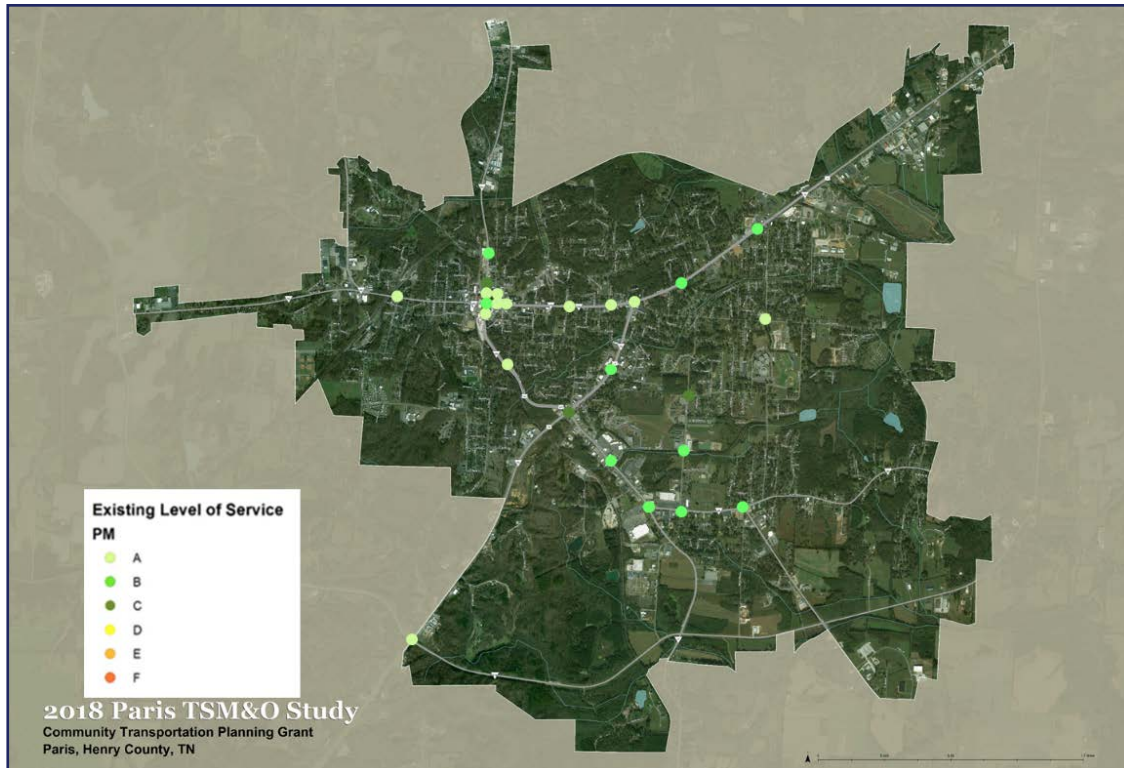 Existing Level of Service
PM
A
B
C
D
E
F
2018 Paris TSM&O Study
Community Transportation Planning Grant
Paris, Henry County, TN